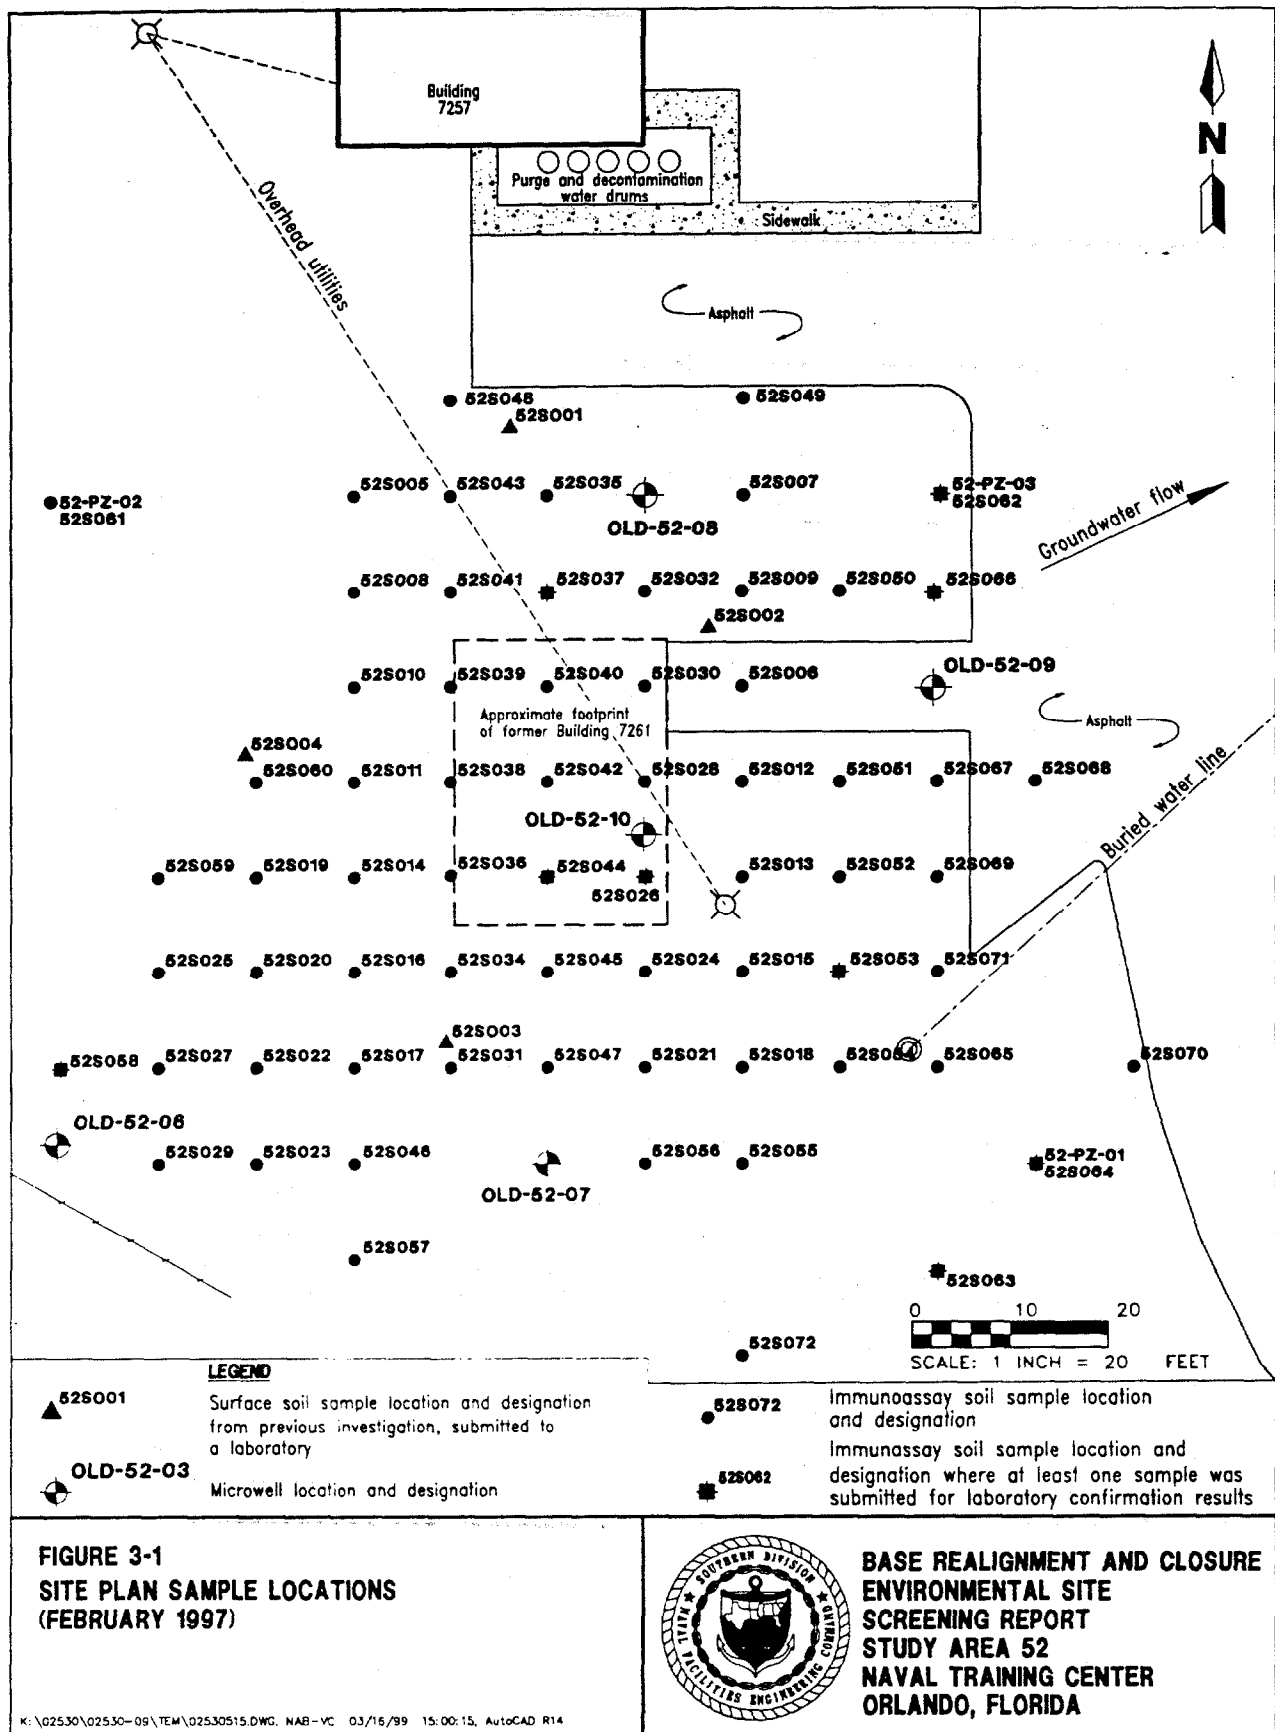 Building
7257
N
Purge and decontamination
water drums
Sidewalk
Overhead utilities
Asphalt
52S048
52S049
52S001
52-PZ-02
52S061
52S005
52S043
52S035
52S007
52-PZ-03
52S062
OLD-52-08
Groundwater flow
52S008
52S041
52S037
52S032
52S009
52S050
52S066
52S002
52S010
52S039
52S040
52S030
52S006
OLD-52-09
Approximate footprint
of former Building 7261
Asphalt
52S004
52S060
52S011
52S038
52S042
52S028
52S012
52S051
52S067
52S068
OLD-52-10
Buried water line
52S059
52S019
52S014
52S036
52S044
52S026
52S013
52S052
52S069
52S025
52S020
52S016
52S034
52S045
52S024
52S015
52S053
52S071
52S003
52S058
52S027
52S022
52S017
52S031
52S047
52S021
52S018
52S054
52S065
52S070
OLD-52-06
52S029
52S023
52S046
OLD-52-07
52S056
52S055
52-PZ-01
52S064
52S057
52S063
0 10 20
SCALE: 1 INCH = 20 FEET
52S072
LEGEND
52S001
Surface soil sample location and designation
from previous investigation, submitted to
a laboratory
OLD-52-03
Microwell location and designation
52S072
Immunoassay soil sample location
and designation
52S062
Immunassay soil sample location and
designation where at least one sample was
submitted for laboratory confirmation results
FIGURE 3-1
SITE PLAN SAMPLE LOCATIONS
(FEBRUARY 1997)
SOUTHERN DIVISION
NAVAL FACILITIES ENGINEERING COMMAND
BASE REALIGNMENT AND CLOSURE
ENVIRONMENTAL SITE
SCREENING REPORT
STUDY AREA 52
NAVAL TRAINING CENTER
ORLANDO, FLORIDA
K:\02530\02530-09\TEM\02530515.DWG, NAB-VC 03/16/99 15:00:15, AutoCAD R14